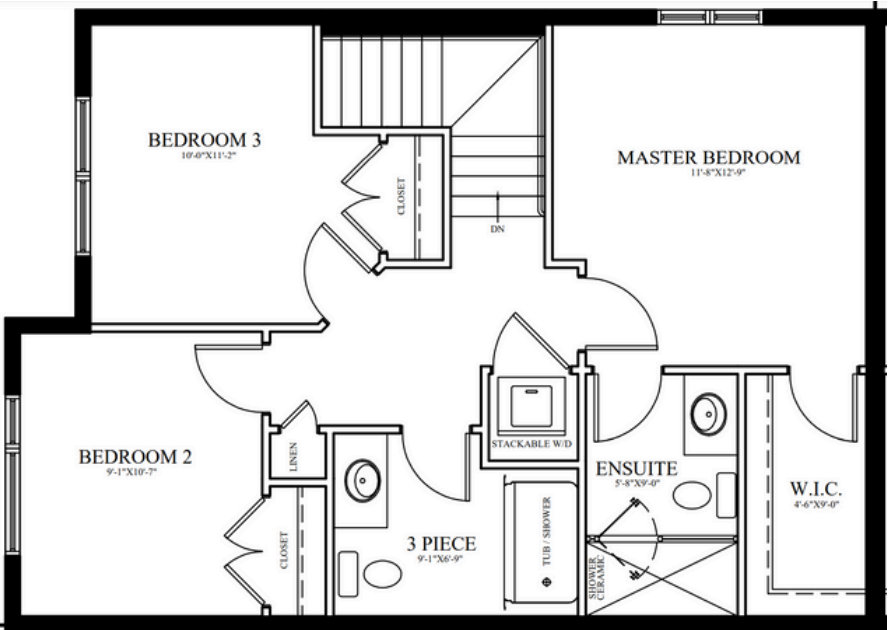 BEDROOM 3
10'-0"X11'-2"
MASTER BEDROOM
11'-8"X12'-9"
CLOSET
DN
STACKABLE W/D
BEDROOM 2
9'-1"X10'-7"
LINEN
ENSUITE
5'-8"X9'-0"
W.I.C.
4'-6"X9'-0"
3 PIECE
9'-1"X6'-9"
TUB / SHOWER
CLOSET
SHOWER
CERAMIC